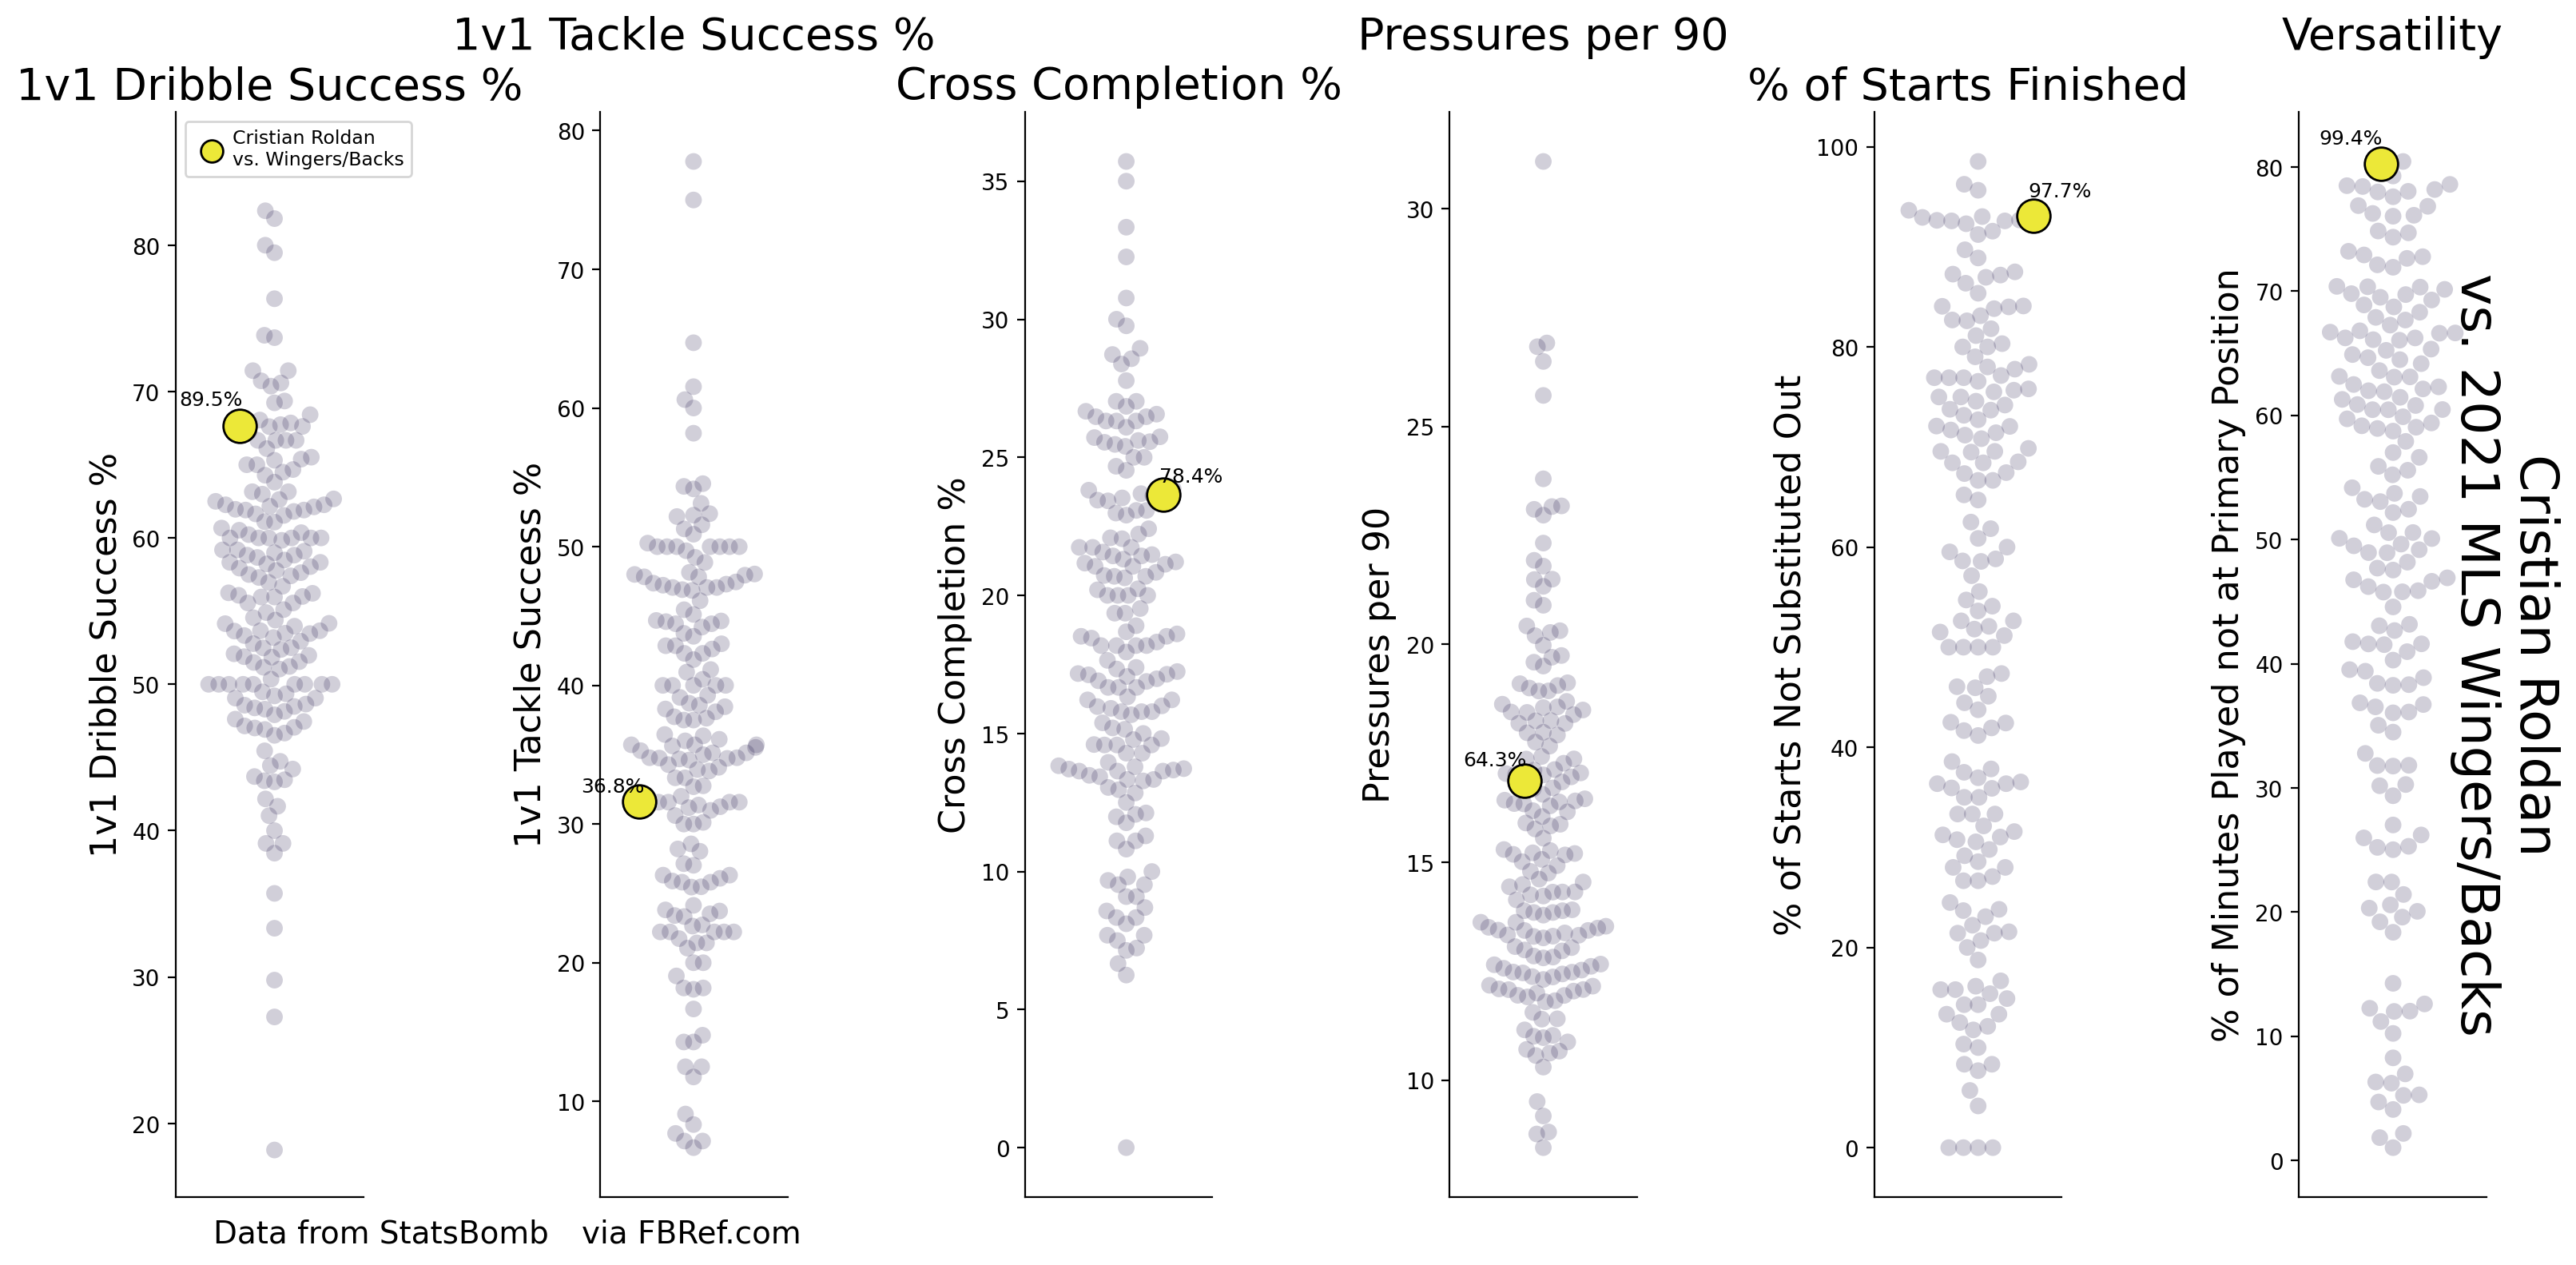 1v1 Tackle Success %
Pressures per 90
Versatility
1v1 Dribble Success %
Cross Completion %
% of Starts Finished
1v1 Dribble Success %
80
70
60
50
40
30
20
Cristian Roldan
vs. Wingers/Backs
89.5%
1v1 Tackle Success %
80
70
60
50
40
30
20
10
36.8%
Cross Completion %
35
30
25
20
15
10
5
0
78.4%
Pressures per 90
30
25
20
15
10
64.3%
% of Starts Not Substituted Out
100
80
60
40
20
0
97.7%
% of Minutes Played not at Primary Position
80
70
60
50
40
30
20
10
0
99.4%
Cristian Roldan
vs. 2021 MLS Wingers/Backs
Data from StatsBomb via FBRef.com